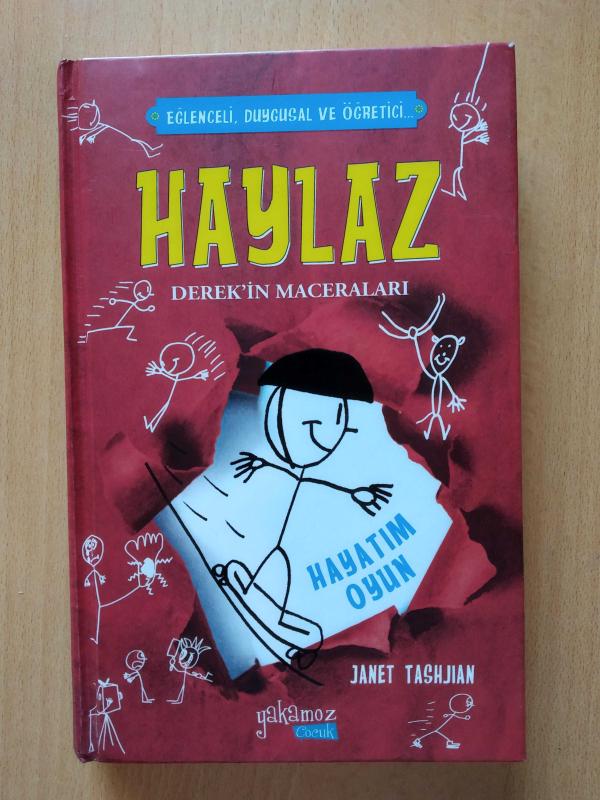 EĞLENCELİ, DUYGUSAL VE ÖĞRETİCİ...
HAYLAZ
DEREK'İN MACERALARI
HAYATIM
OYUN
JANET TASHJIAN
yakamoz
Çocuk